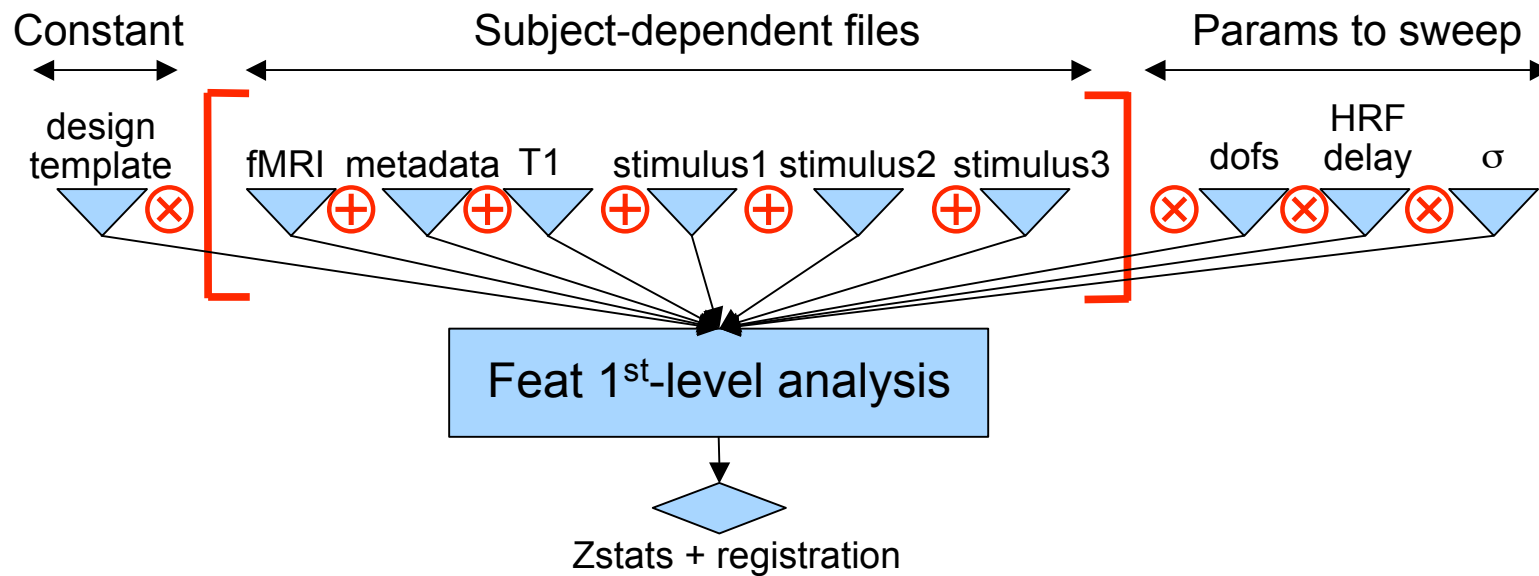 Constant
Subject-dependent files
Params to sweep
design
template
fMRI
metadata
T1
stimulus1
stimulus2
stimulus3
dofs
HRF
delay
σ
Feat 1st-level analysis
Zstats + registration